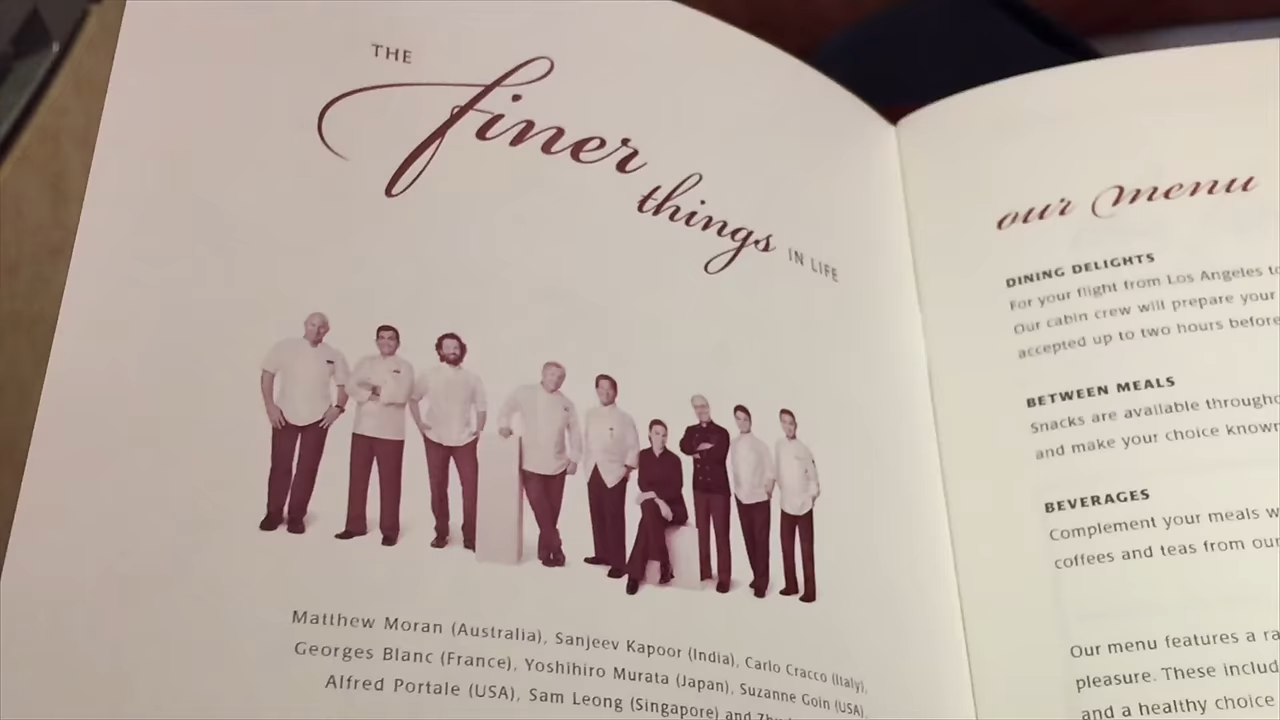 THE
finer
things
IN LIFE
Matthew Moran (Australia), Sanjeev Kapoor (India), Carlo Cracco (Italy),
Georges Blanc (France), Yoshihiro Murata (Japan), Suzanne Goin (USA),
Alfred Portale (USA), Sam Leong (Singapore) and
our menu
DINING DELIGHTS
For your flight from Los Angeles to
Our cabin crew will prepare your
accepted up to two hours before
BETWEEN MEALS
Snacks are available
and make your choice known
BEVERAGES
Complement your meals
coffees and teas from our
Our menu features a
pleasure. These
and a healthy choice